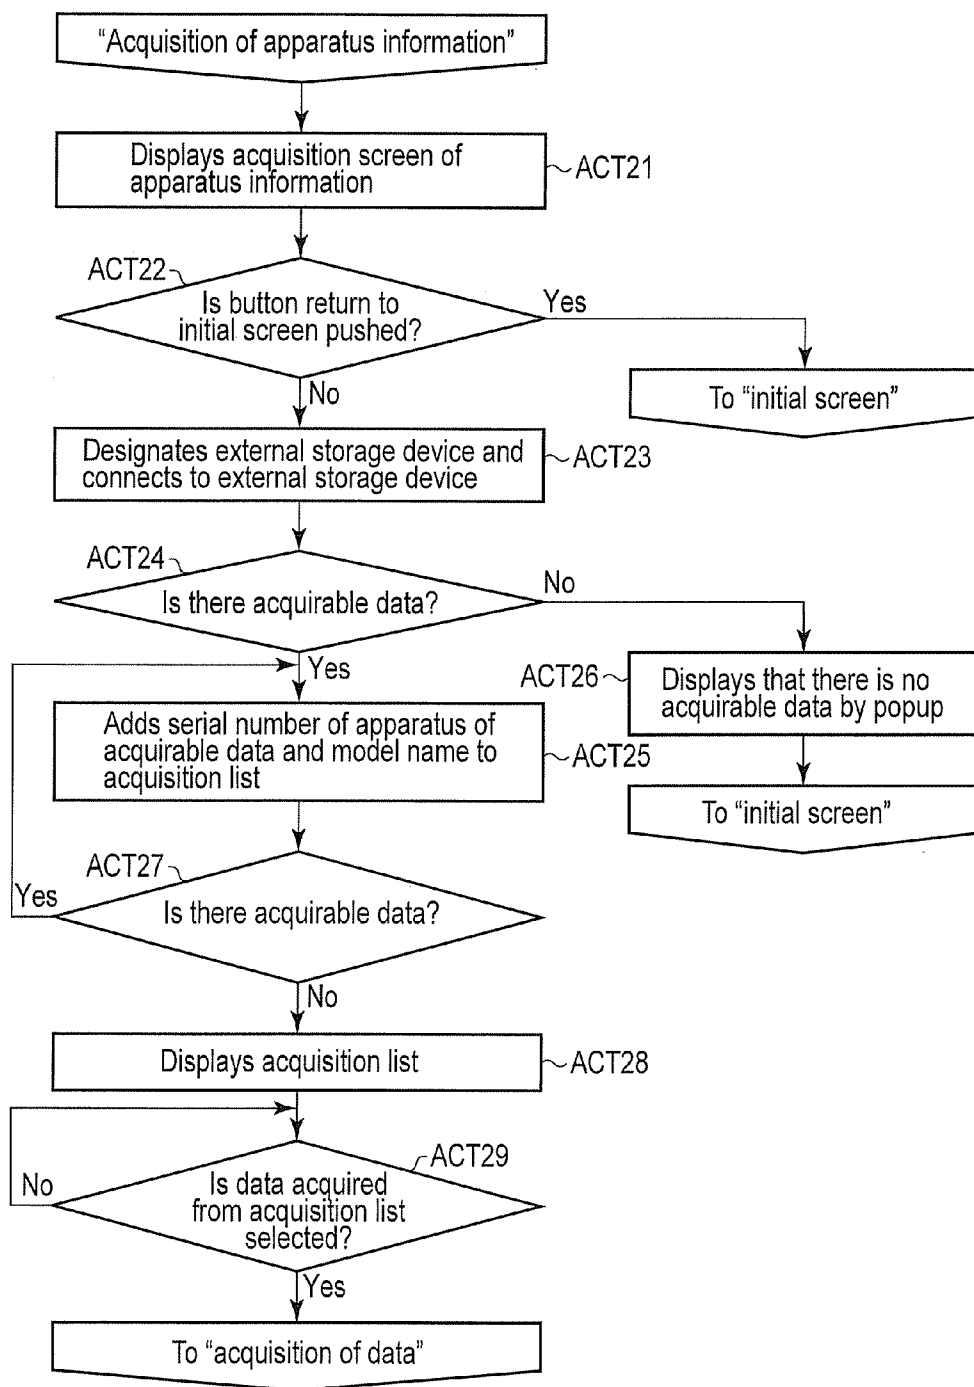 “Acquisition of apparatus information”
Displays acquisition screen of
apparatus information
ACT21
ACT22
Is button return to
initial screen pushed?
Yes
No
To “initial screen”
Designates external storage device and
connects to external storage device
ACT23
ACT24
Is there acquirable data?
No
Yes
ACT26
Displays that there is no
acquirable data by popup
Adds serial number of apparatus of
acquirable data and model name to
acquisition list
ACT25
To “initial screen”
ACT27
Yes
Is there acquirable data?
No
Displays acquisition list
ACT28
ACT29
No
Is data acquired
from acquisition list
selected?
Yes
To “acquisition of data”